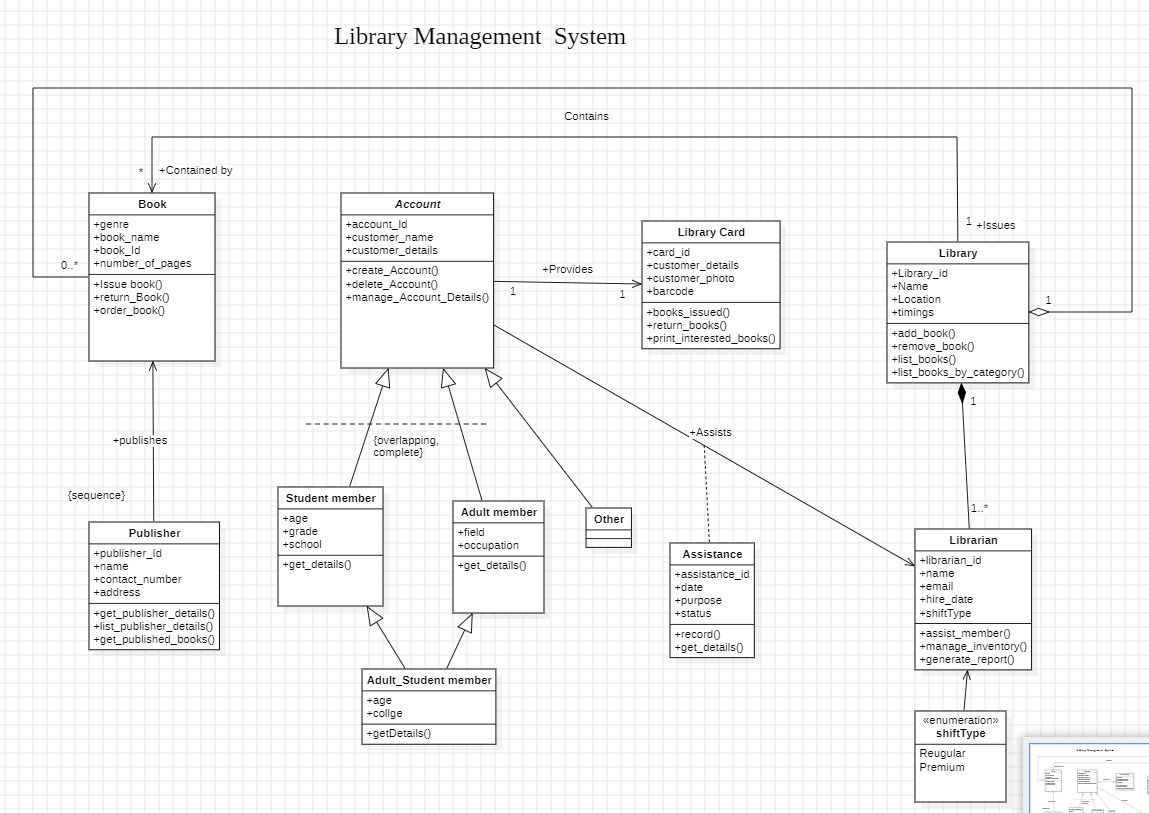 Library Management  System
Contains
*
+Contained by
1
+Issues
0..*
Book
+genre
+book_name
+book_Id
+number_of_pages
+Issue book()
+return_Book()
+order_book()
Account
+account_Id
+customer_name
+customer_details
+create_Account()
+delete_Account()
+manage_Account_Details()
+Provides
1
1
Library Card
+card_id
+customer_details
+customer_photo
+barcode
+books_issued()
+return_books()
+print_interested_books()
Library
+Library_id
+Name
+Location
+timings
+add_book()
+remove_book()
+list_books()
+list_books_by_category()
1
1
1..*
+Assists
{overlapping,
complete}
+publishes
{sequence}
Publisher
+publisher_Id
+name
+contact_number
+address
+get_publisher_details()
+list_publisher_details()
+get_published_books()
Student member
+age
+grade
+school
+get_details()
Adult member
+field
+occupation
+get_details()
Other
Assistance
+assistance_id
+date
+purpose
+status
+record()
+get_details()
Librarian
+librarian_id
+name
+email
+hire_date
+shiftType
+assist_member()
+manage_inventory()
+generate_report()
Adult_Student member
+age
+collge
+getDetails()
«enumeration»
shiftType
Reugular
Premium